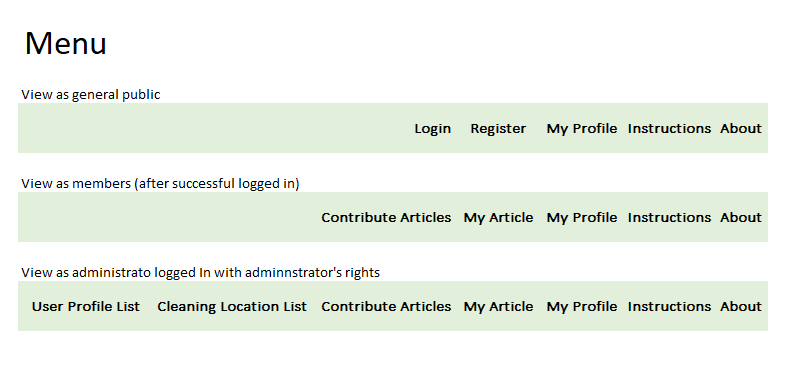 Menu
View as general public
Login Register My Profile Instructions About
View as members (after successful logged in)
Contribute Articles My Article My Profile Instructions About
View as administrato logged In with adminnstrator's rights
User Profile List Cleaning Location List Contribute Articles My Article My Profile Instructions About